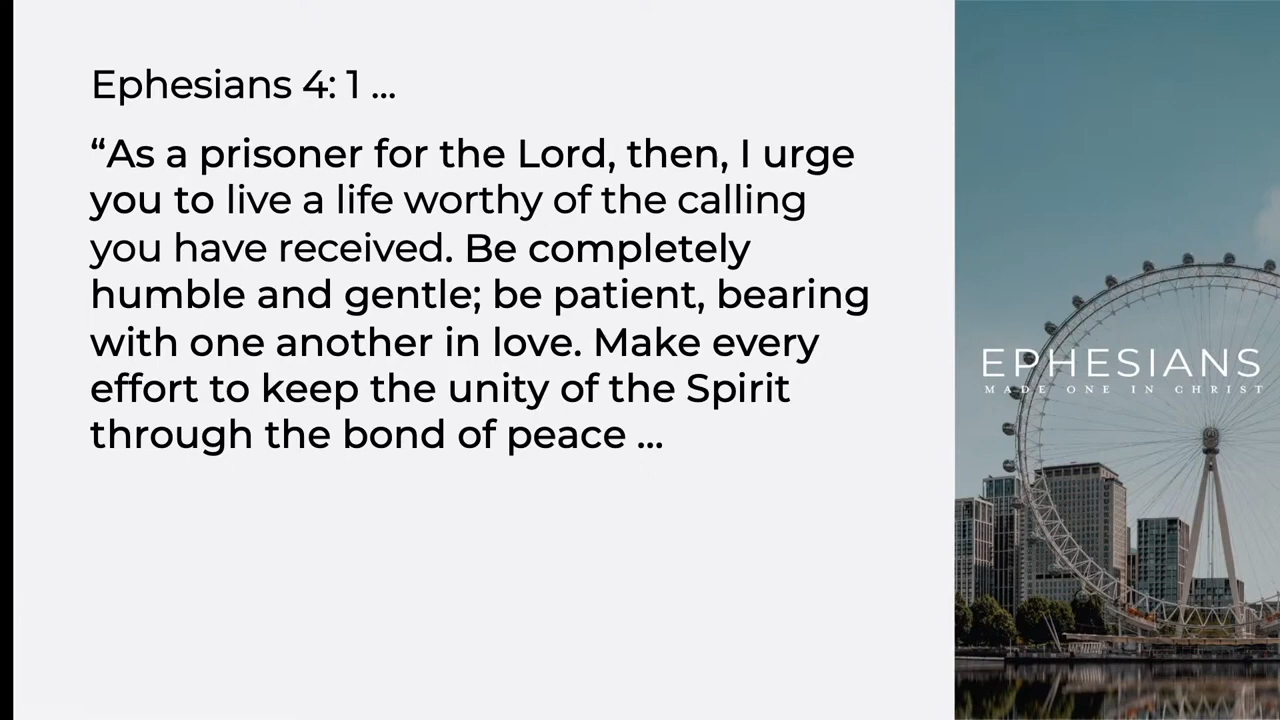 Ephesians 4: 1 ...
“As a prisoner for the Lord, then, I urge
you to live a life worthy of the calling
you have received. Be completely
humble and gentle; be patient, bearing
with one another in love. Make every
effort to keep the unity of the Spirit
through the bond of peace ...
EPHESIANS
MADE ONE IN CHRIST